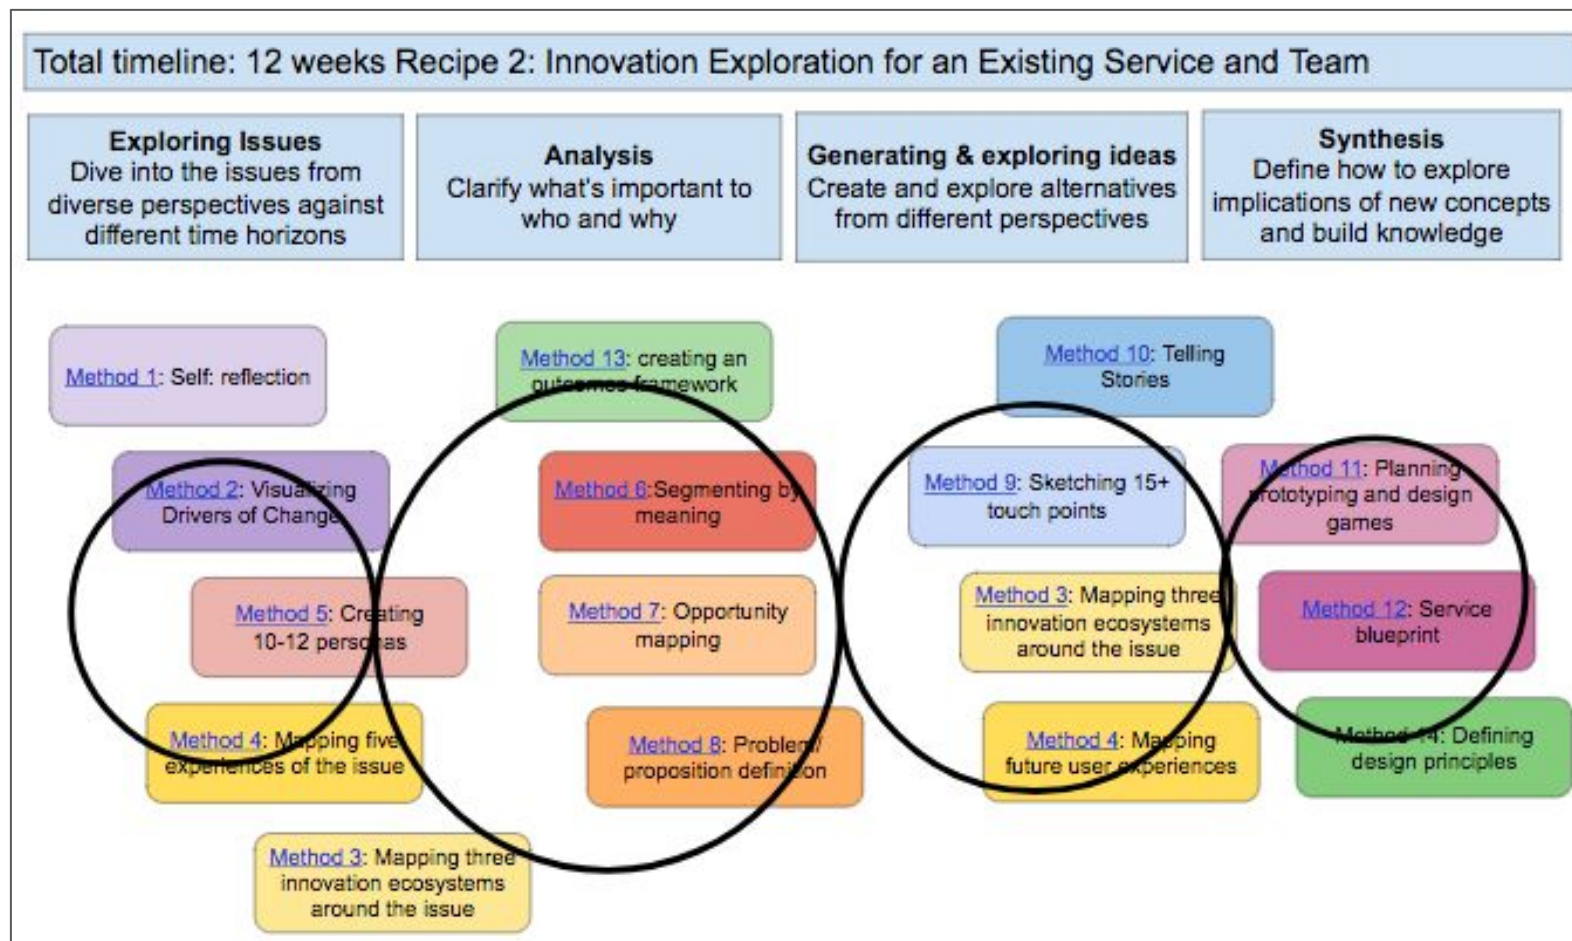 Total timeline: 12 weeks Recipe 2: Innovation Exploration for an Existing Service and Team
Exploring Issues
Dive into the issues from
diverse perspectives against
different time horizons
Analysis
Clarify what's important to
who and why
Generating & exploring ideas
Create and explore alternatives
from different perspectives
Synthesis
Define how to explore
implications of new concepts
and build knowledge
Method 1: Self: reflection
Method 2: Visualizing
Drivers of Change
Method 5: Creating
10-12 personas
Method 4: Mapping five
experiences of the issue
Method 3: Mapping three
innovation ecosystems
around the issue
Method 13: creating an
outcomes framework
Method 6:Segmenting by
meaning
Method 7: Opportunity
mapping
Method 8: Problem/
proposition definition
Method 10: Telling
Stories
Method 9: Sketching 15+
touch points
Method 3: Mapping three
innovation ecosystems
around the issue
Method 4: Mapping
future user experiences
Method 11: Planning
prototyping and design
games
Method 12: Service
blueprint
Method 14: Defining
design principles